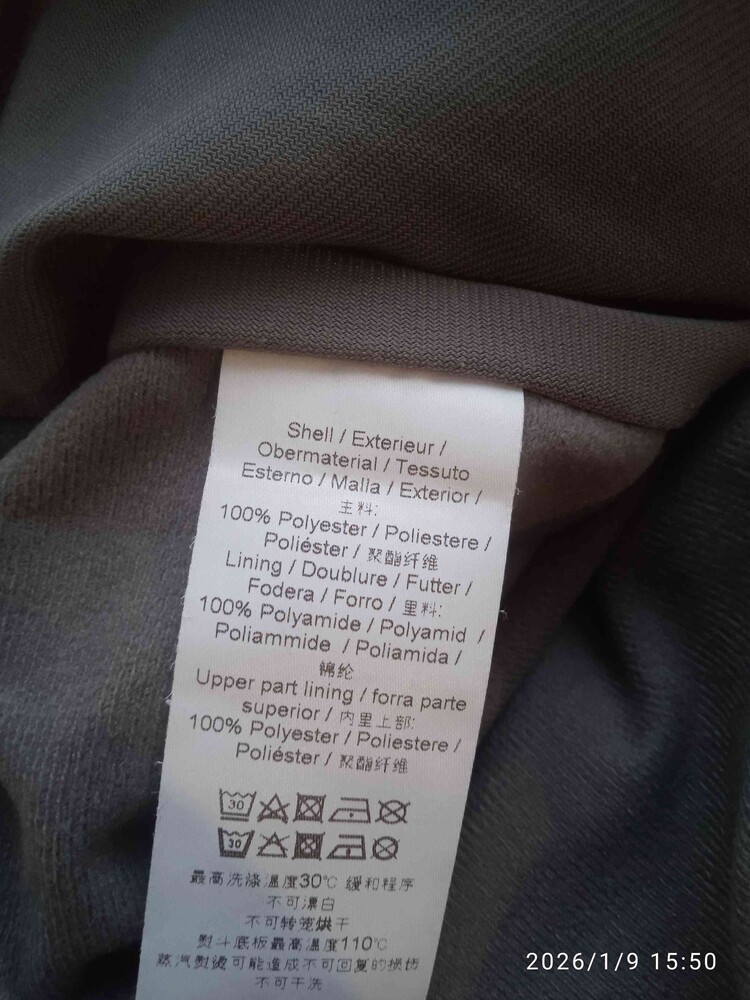 Shell / Exterieur /
Obermaterial / Tessuto
Esterno / Malla / Exterior /
主料:
100% Polyester / Poliestere /
Poliéster / 聚酯纤维
Lining / Doublure / Futter /
Fodera / Forro / 里料:
100% Polyamide / Polyamid /
Poliammide / Poliamida /
锦纶
Upper part lining / forra parte
superior / 内里上部:
100% Polyester / Poliestere /
Poliéster / 聚酯纤维
30
30
最高洗涤温度30℃ 缓和程序
不可漂白
不可转笼烘干
熨斗底板最高温度110℃
蒸汽熨烫可能造成不可回复的损伤
不可干洗
2026/1/9 15:50